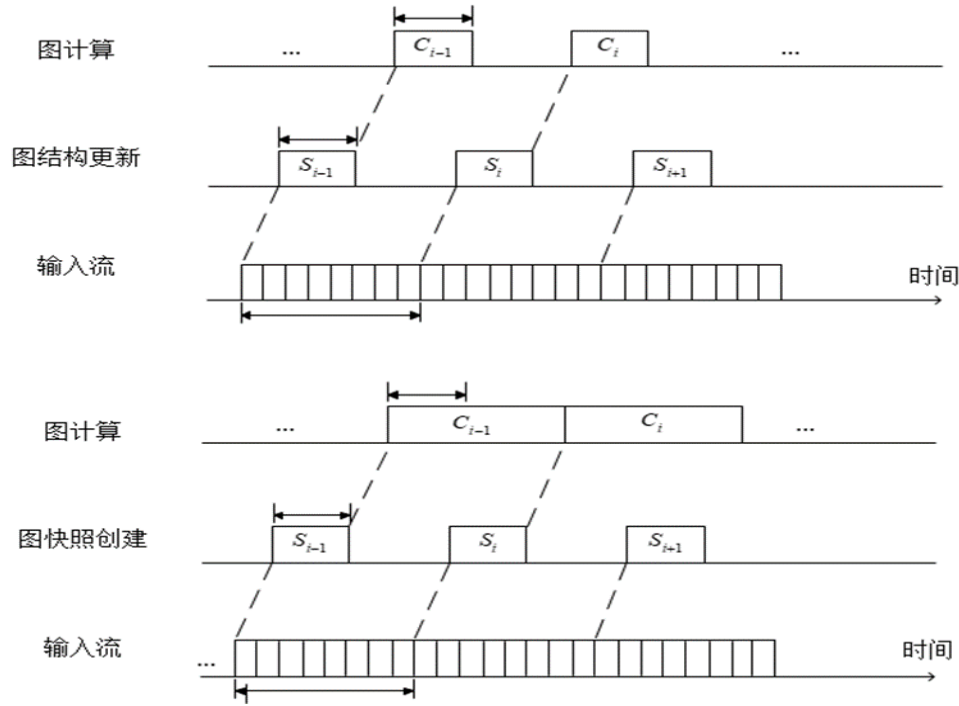 图计算 ... C_{i-1} C_i ...
图结构更新 S_{i-1} S_i S_{i+1}
输入流 时间
图计算 ... C_{i-1} C_i ...
图快照创建 S_{i-1} S_i S_{i+1}
输入流 ... 时间